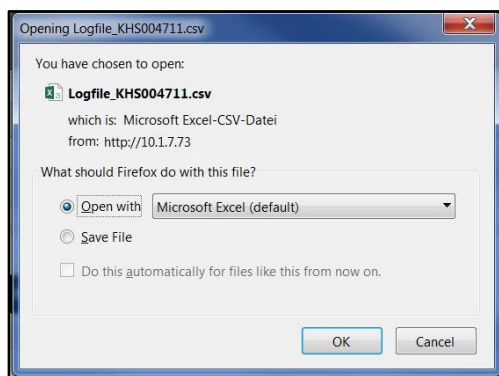 Opening Logfile_KHS004711.csv
You have chosen to open:
Logfile_KHS004711.csv
which is: Microsoft Excel-CSV-Datei
from: http://10.1.7.73
What should Firefox do with this file?
Open with Microsoft Excel (default)
Save File
Do this automatically for files like this from now on.
OK Cancel